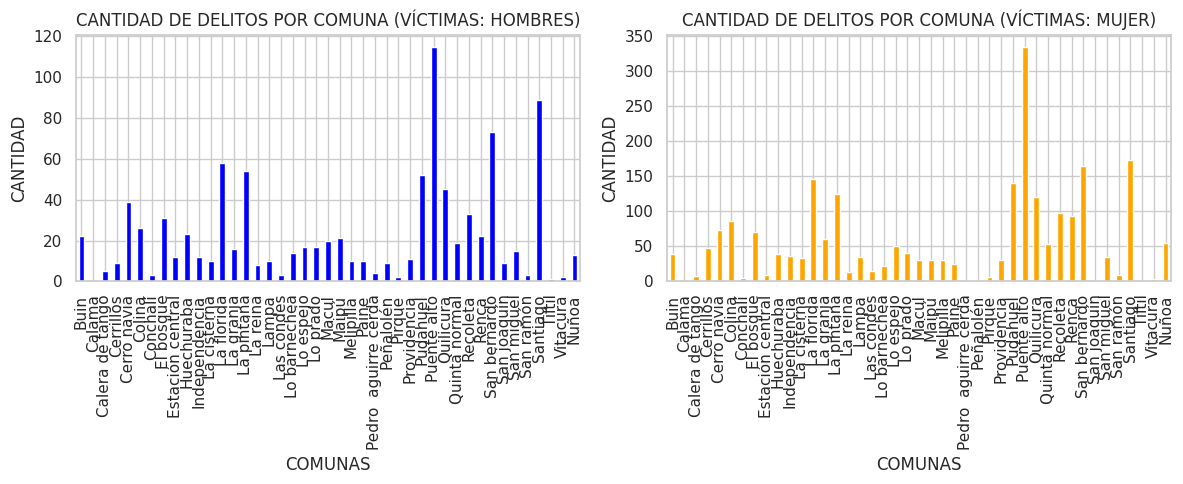 CANTIDAD DE DELITOS POR COMUNA (VÍCTIMAS: HOMBRES)
120
100
80
60
40
20
0
CANTIDAD
Buin
Calama
Calera de tango
Cerrillos
Cerro navia
Colina
Conchali
El bosque
Estación central
Huechuraba
Independencia
La cisterna
La florida
La granja
La pintana
La reina
Lampa
Las condes
Lo barnechea
Lo espejo
Lo prado
Macul
Maipu
Melipilla
Paine
Pedro aguirre cerda
Peñalolén
Pirque
Providencia
Pudahuel
Puente alto
Quilicura
Quinta normal
Recoleta
Renca
San bernardo
San joaquin
San miguel
San ramon
Santiago
Tiltil
Vitacura
Ñuñoa
COMUNAS
CANTIDAD DE DELITOS POR COMUNA (VÍCTIMAS: MUJER)
350
300
250
200
150
100
50
0
CANTIDAD
Buin
Calama
Calera de tango
Cerrillos
Cerro navia
Colina
Conchali
El bosque
Estación central
Huechuraba
Independencia
La cisterna
La florida
La granja
La pintana
La reina
Lampa
Las condes
Lo barnechea
Lo espejo
Lo prado
Macul
Maipu
Melipilla
Paine
Pedro aguirre cerda
Peñalolén
Pirque
Providencia
Pudahuel
Puente alto
Quilicura
Quinta normal
Recoleta
Renca
San bernardo
San joaquin
San miguel
San ramon
Santiago
Tiltil
Vitacura
Ñuñoa
COMUNAS